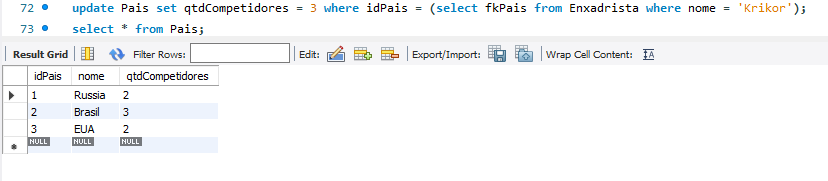 72 update Pais set qtdCompetidores = 3 where idPais = (select fkPais from Enxadrista where nome = 'Krikor');
73 select * from Pais;
Result Grid Filter Rows: Edit: Export/Import: Wrap Cell Content: IA
idPais nome qtdCompetidores
1 Russia 2
2 Brasil 3
3 EUA 2
NULL NULL NULL